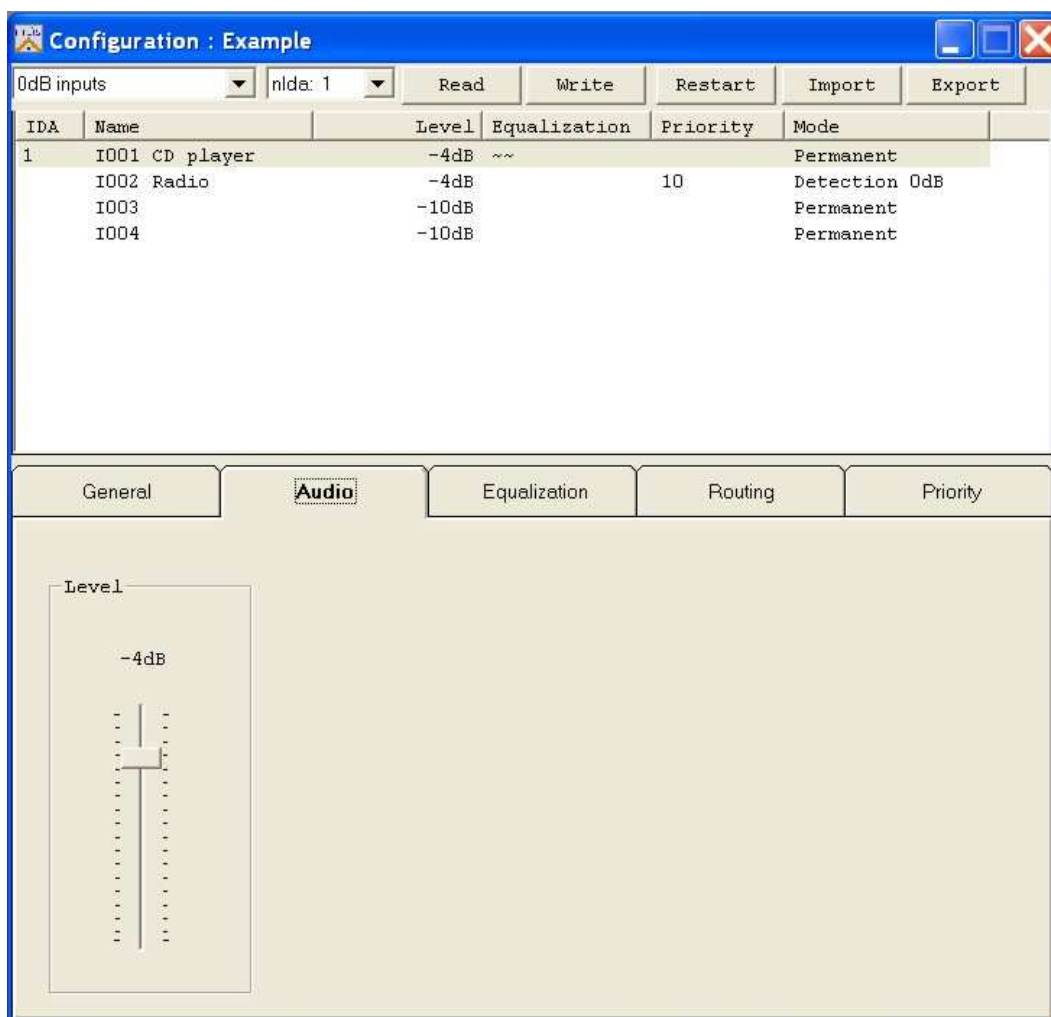 Configuration : Example
0dB inputs nIda: 1 Read Write Restart Import Export
IDA Name Level Equalization Priority Mode
1 I001 CD player -4dB ~~ Permanent
I002 Radio -4dB 10 Detection 0dB
I003 -10dB Permanent
I004 -10dB Permanent
General Audio Equalization Routing Priority
Level
-4dB